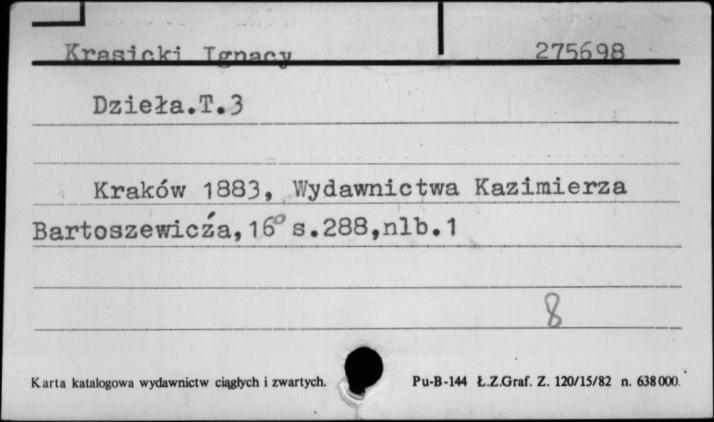 Krasicki Ignacy 275698
Dzieła.T.3
Kraków 1883, Wydawnictwa Kazimierza
Bartoszewicźa, 16° s.288,nlb.1
8
Karta katalogowa wydawnictw ciągłych i zwartych. Pu-B-144 Ł.Z.Graf. Z. 120/15/82 n. 638000.